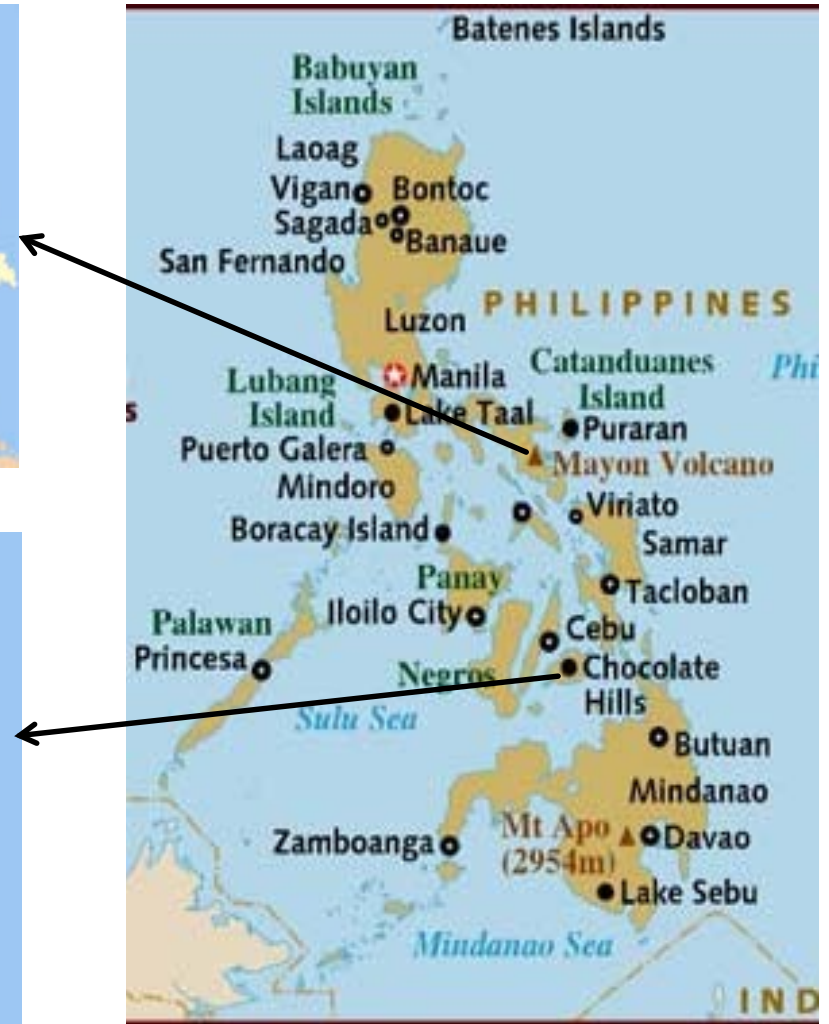 Batenes Islands
Babuyan
Islands
Laoag
Vigan
Bontoc
Sagada
Banaue
San Fernando
PHILIPPINES
Luzon
Manila
Catanduanes
Island
Phi
Lubang
Island
s
Lake Taal
Puraran
Puerto Galera
Mayon Volcano
Mindoro
Viriato
Boracay Island
Samar
Panay
Tacloban
Iloilo City
Palawan
Cebu
Princesa
Negros
Chocolate
Hills
Sulu Sea
Butuan
Mindanao
Mt Apo
(2954m)
Davao
Zamboanga
Lake Sebu
Mindanao Sea
IND